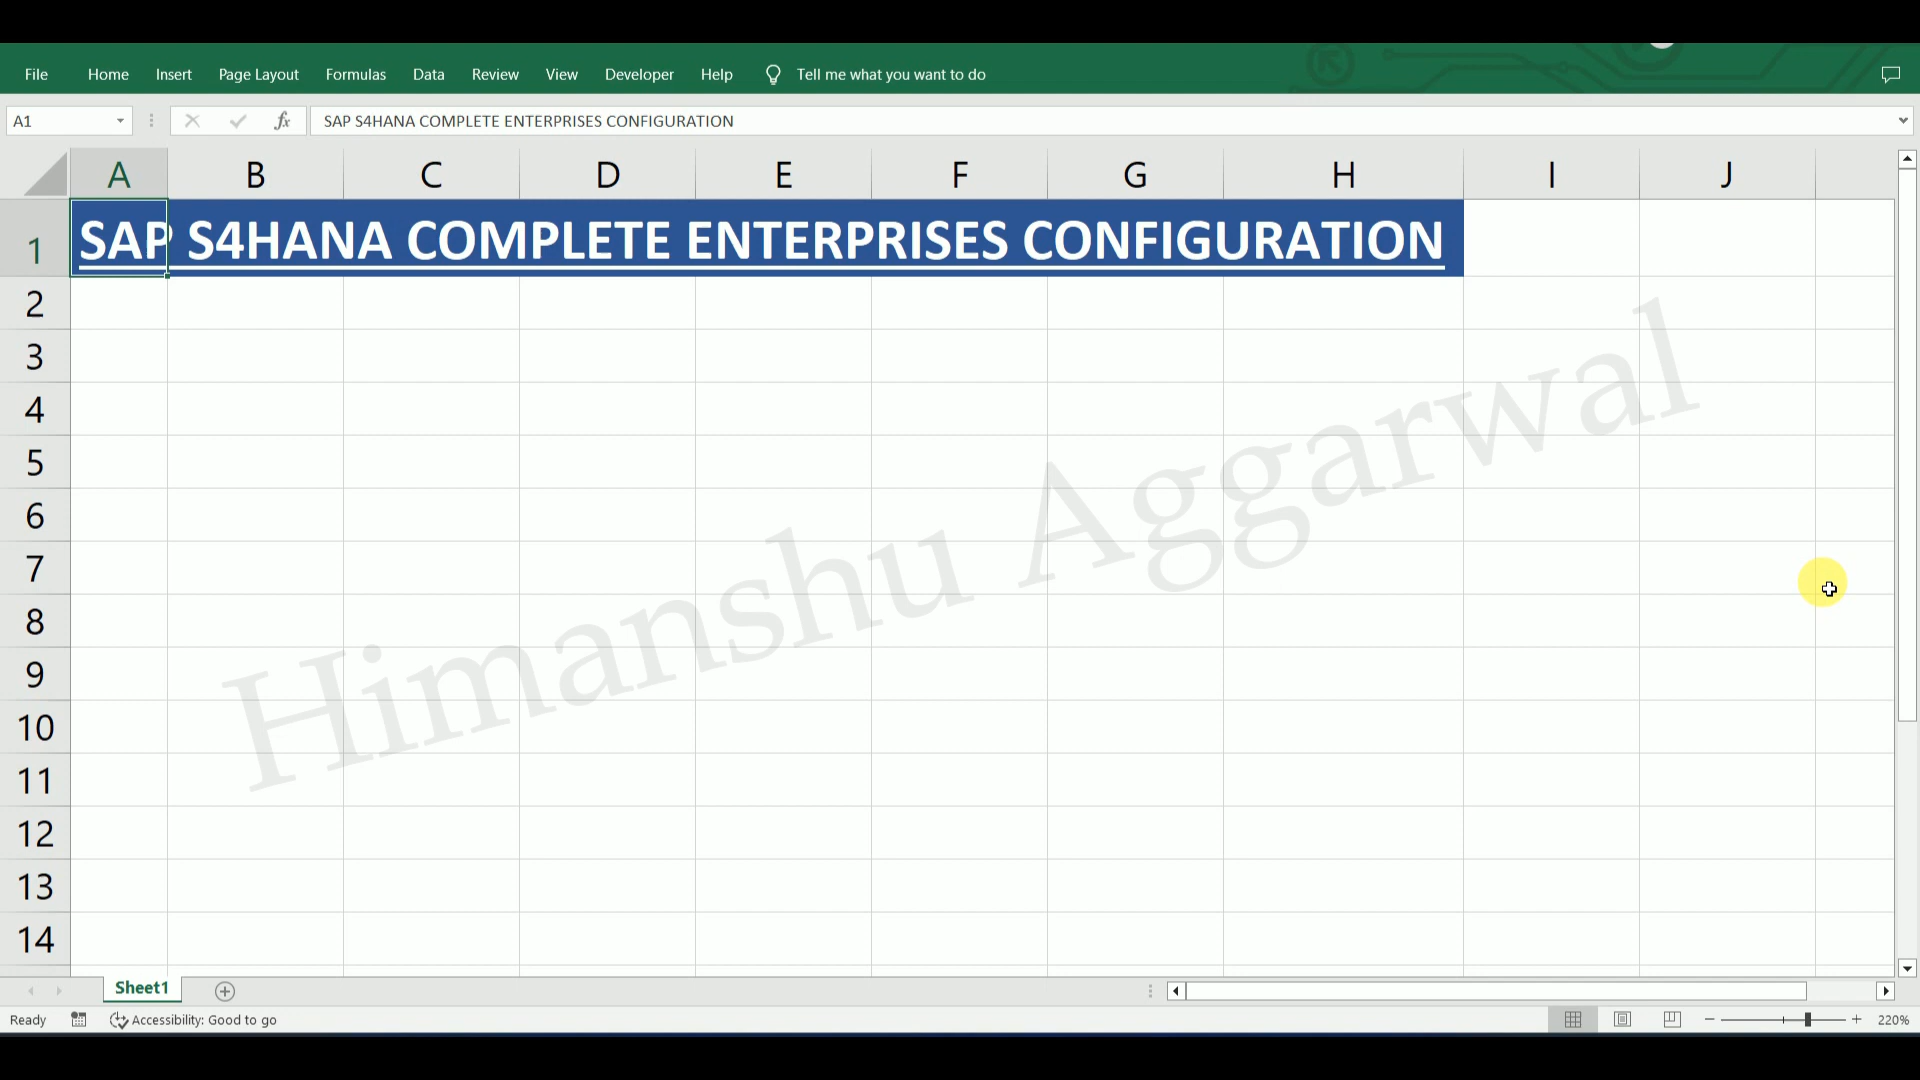 File Home Insert Page Layout Formulas Data Review View Developer Help Tell me what you want to do
A1 fx SAP S4HANA COMPLETE ENTERPRISES CONFIGURATION
A B C D E F G H I J
1 SAP S4HANA COMPLETE ENTERPRISES CONFIGURATION
2
3
4
5
6
7
8
9
10
11
12
13
14
Himanshu Aggarwal
Sheet1
Ready Accessibility: Good to go 220%